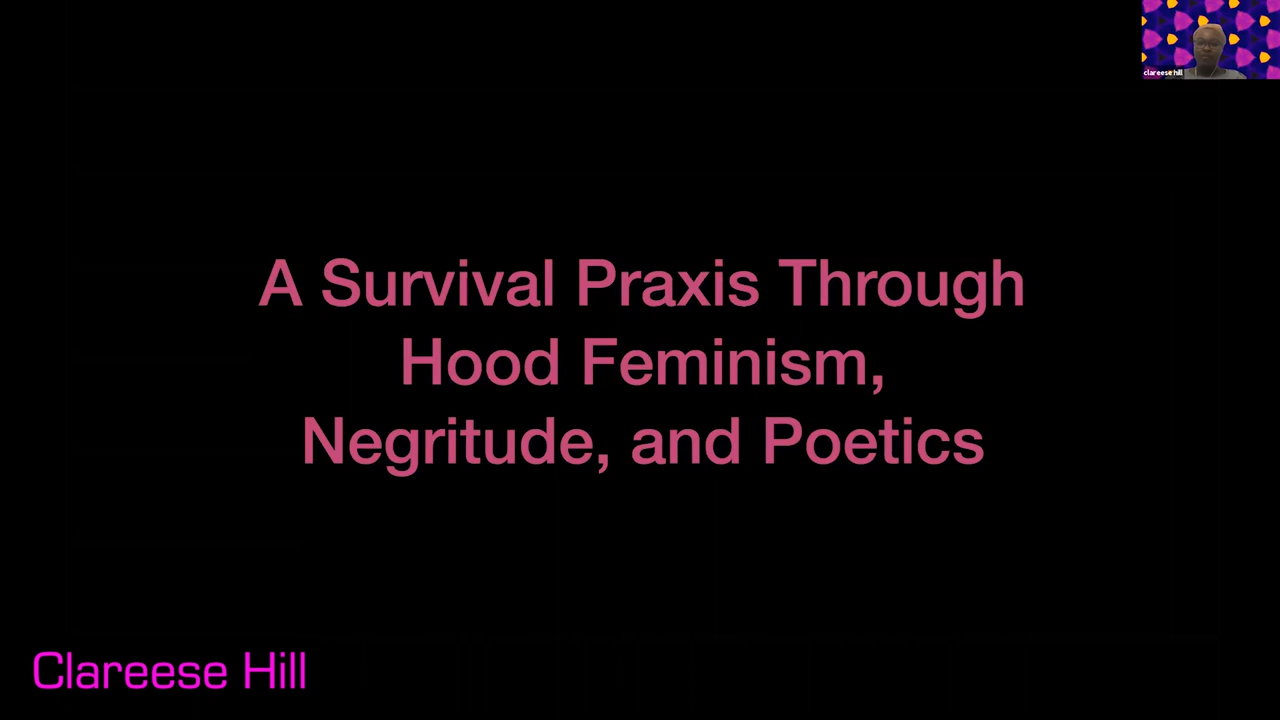 clareese hill
A Survival Praxis Through
Hood Feminism,
Negritude, and Poetics
Clareese Hill